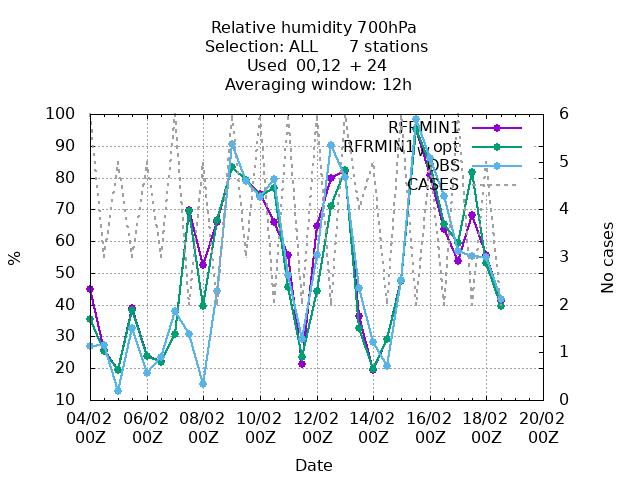 Relative humidity 700hPa
Selection: ALL 7 stations
Used 00,12 + 24
Averaging window: 12h
RFRMIN1
RFRMIN1wopt
OBS
CASES
100
90
80
70
60
50
40
30
20
10
%
6
5
4
3
2
1
0
No cases
04/02 06/02 08/02 10/02 12/02 14/02 16/02 18/02 20/02
00Z 00Z 00Z 00Z 00Z 00Z 00Z 00Z 00Z
Date